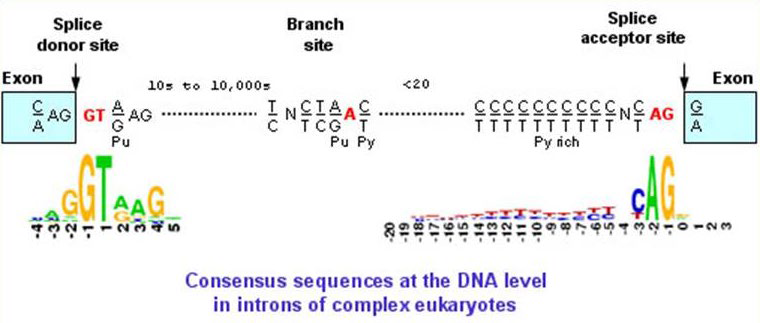 Splice
donor site
Branch
site
Splice
acceptor site
Exon
Exon
10s to 10,000s
<20
C/A AG GT A/G AG
T/C N C/T T/C A/G A C/T
C/T C/T C/T C/T C/T C/T C/T C/T C/T C/T N C/T AG G/A
Pu
Pu Py
Py rich
GGTAAG
CAG
-4 -3 -2 -1 1 2 3 4 5
-20 -19 -18 -17 -16 -15 -14 -13 -12 -11 -10 -9 -8 -7 -6 -5 -4 -3 -2 -1 1 2 3
Consensus sequences at the DNA level
in introns of complex eukaryotes